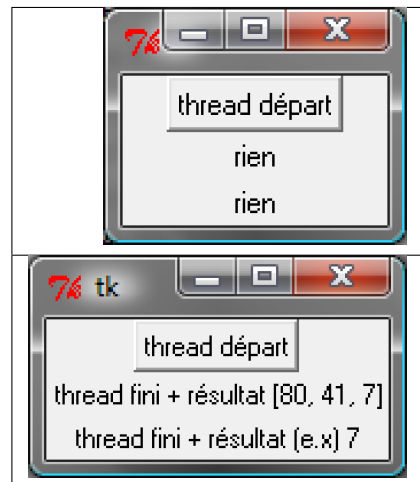 thread départ
rien
rien
tk
thread départ
thread fini + résultat [80, 41, 7]
thread fini + résultat (e.x) 7